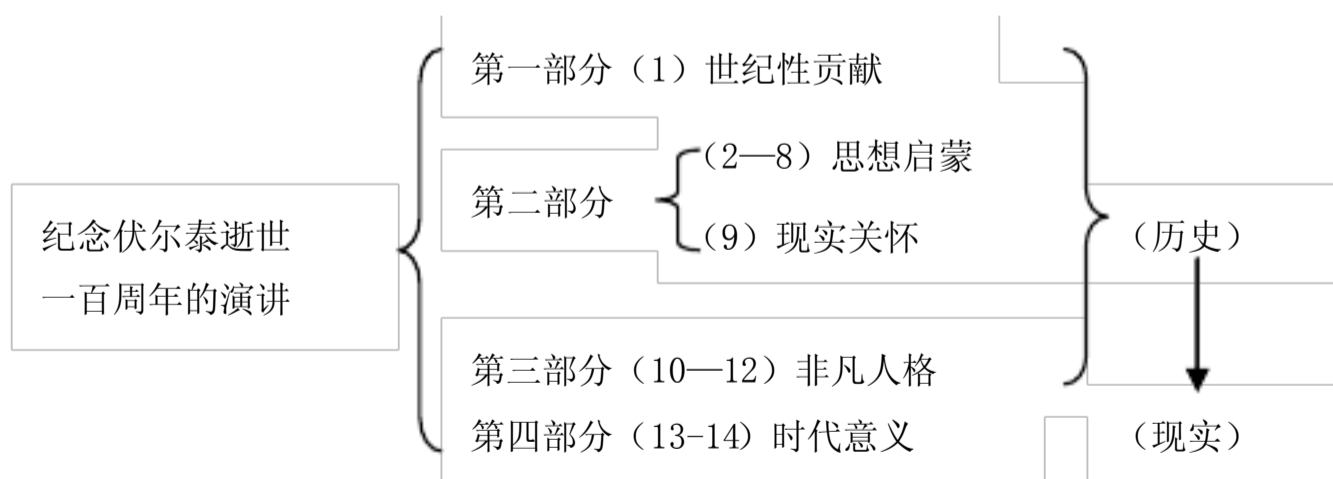 第一部分（1）世纪性贡献
（2—8）思想启蒙
第二部分
（9）现实关怀
纪念伏尔泰逝世
一百周年的演讲
（历史）
第三部分（10—12）非凡人格
第四部分（13-14）时代意义
（现实）